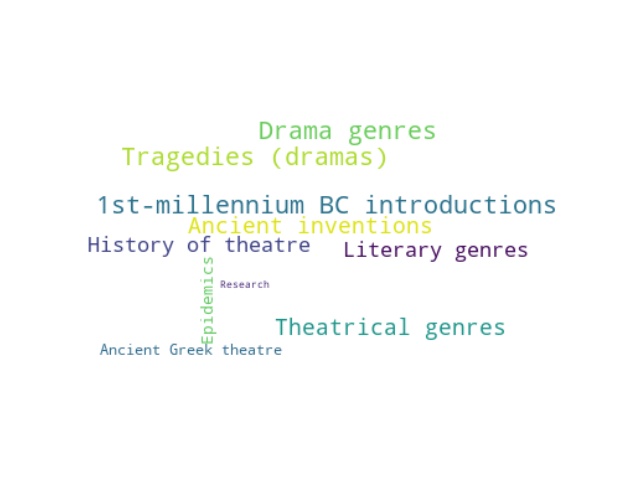 Drama genres
Tragedies (dramas)
1st-millennium BC introductions
Ancient inventions
History of theatre
Literary genres
Epidemics
Research
Theatrical genres
Ancient Greek theatre